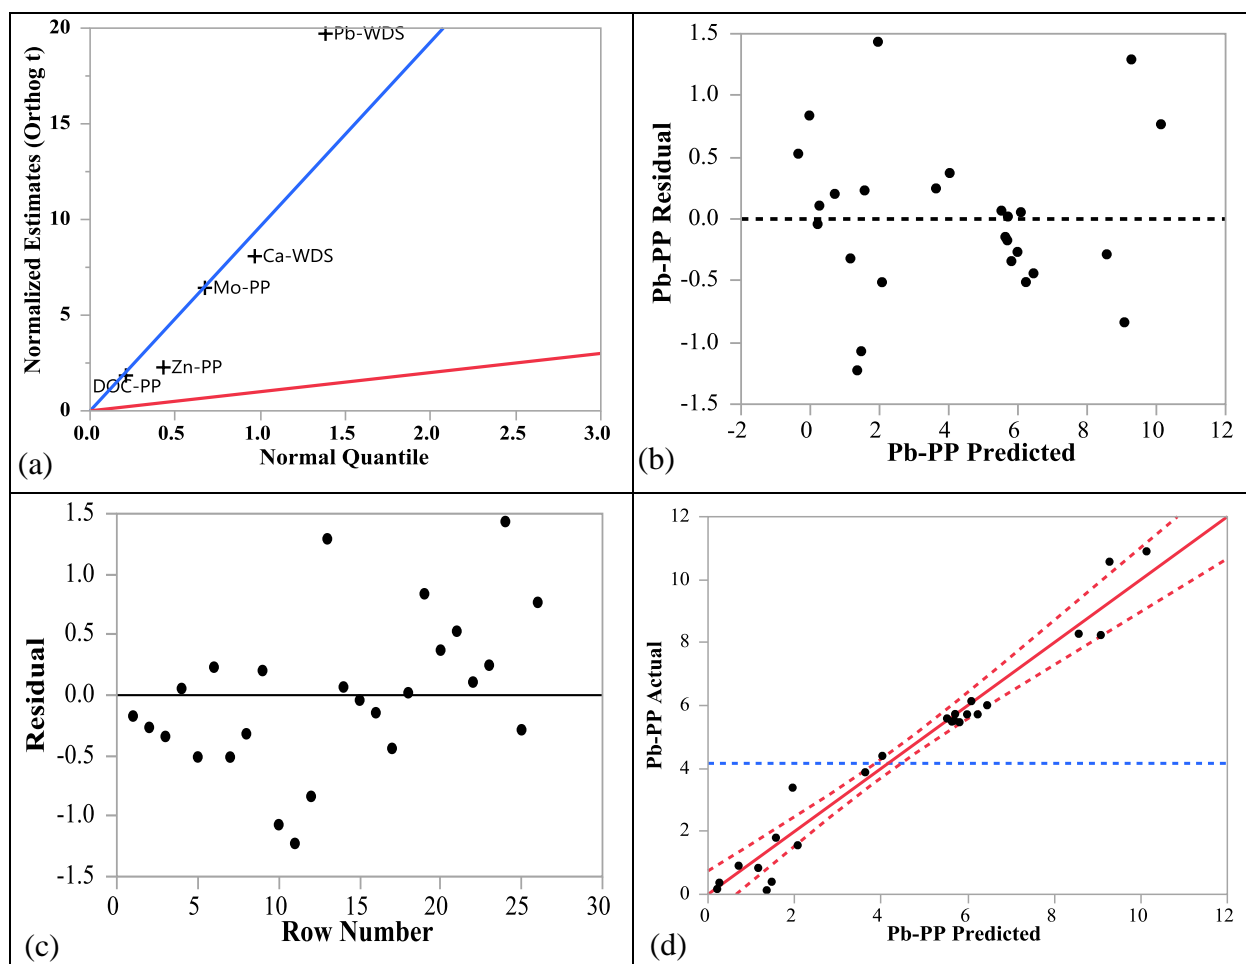 Normalized Estimates (Orthog t)
20
15
10
5
0
Pb-WDS
Ca-WDS
Mo-PP
Zn-PP
DOC-PP
0.0 0.5 1.0 1.5 2.0 2.5 3.0
Normal Quantile
(a)
Pb-PP Residual
1.5
1.0
0.5
0.0
-0.5
-1.0
-1.5
-2 0 2 4 6 8 10 12
Pb-PP Predicted
(b)
Residual
1.5
1.0
0.5
0.0
-0.5
-1.0
-1.5
0 5 10 15 20 25 30
Row Number
(c)
Pb-PP Actual
12
10
8
6
4
2
0
0 2 4 6 8 10 12
Pb-PP Predicted
(d)